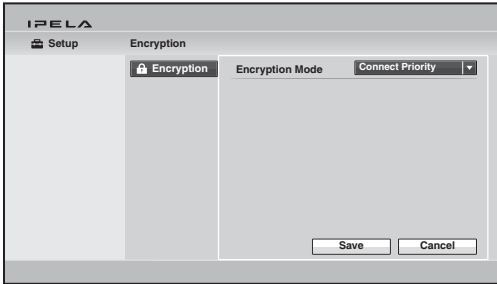 IPELA
Setup
Encryption
Encryption
Encryption Mode
Connect Priority
Save
Cancel